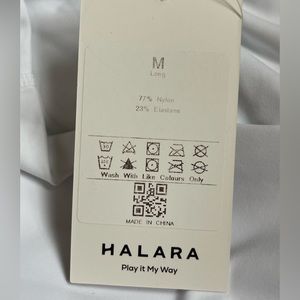 M
Long
77% Nylon
23% Elastane
Wash With Like Colours Only
MADE IN CHINA
HALARA
Play it My Way